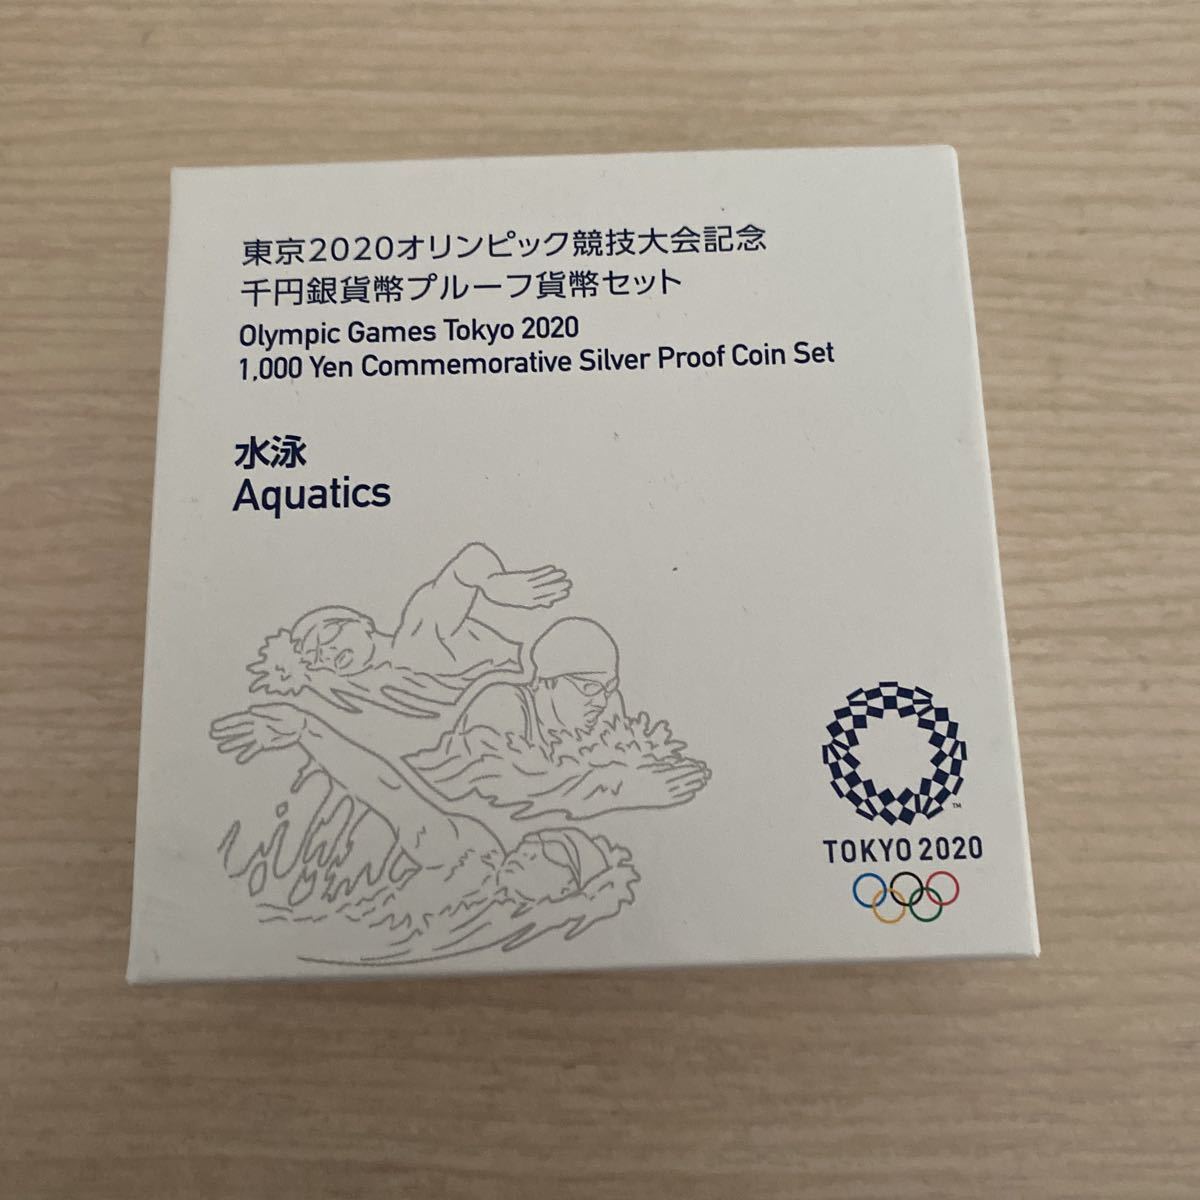 東京2020オリンピック競技大会記念
千円銀貨幣プルーフ貨幣セット
Olympic Games Tokyo 2020
1,000 Yen Commemorative Silver Proof Coin Set
水泳
Aquatics
TM
TOKYO 2020